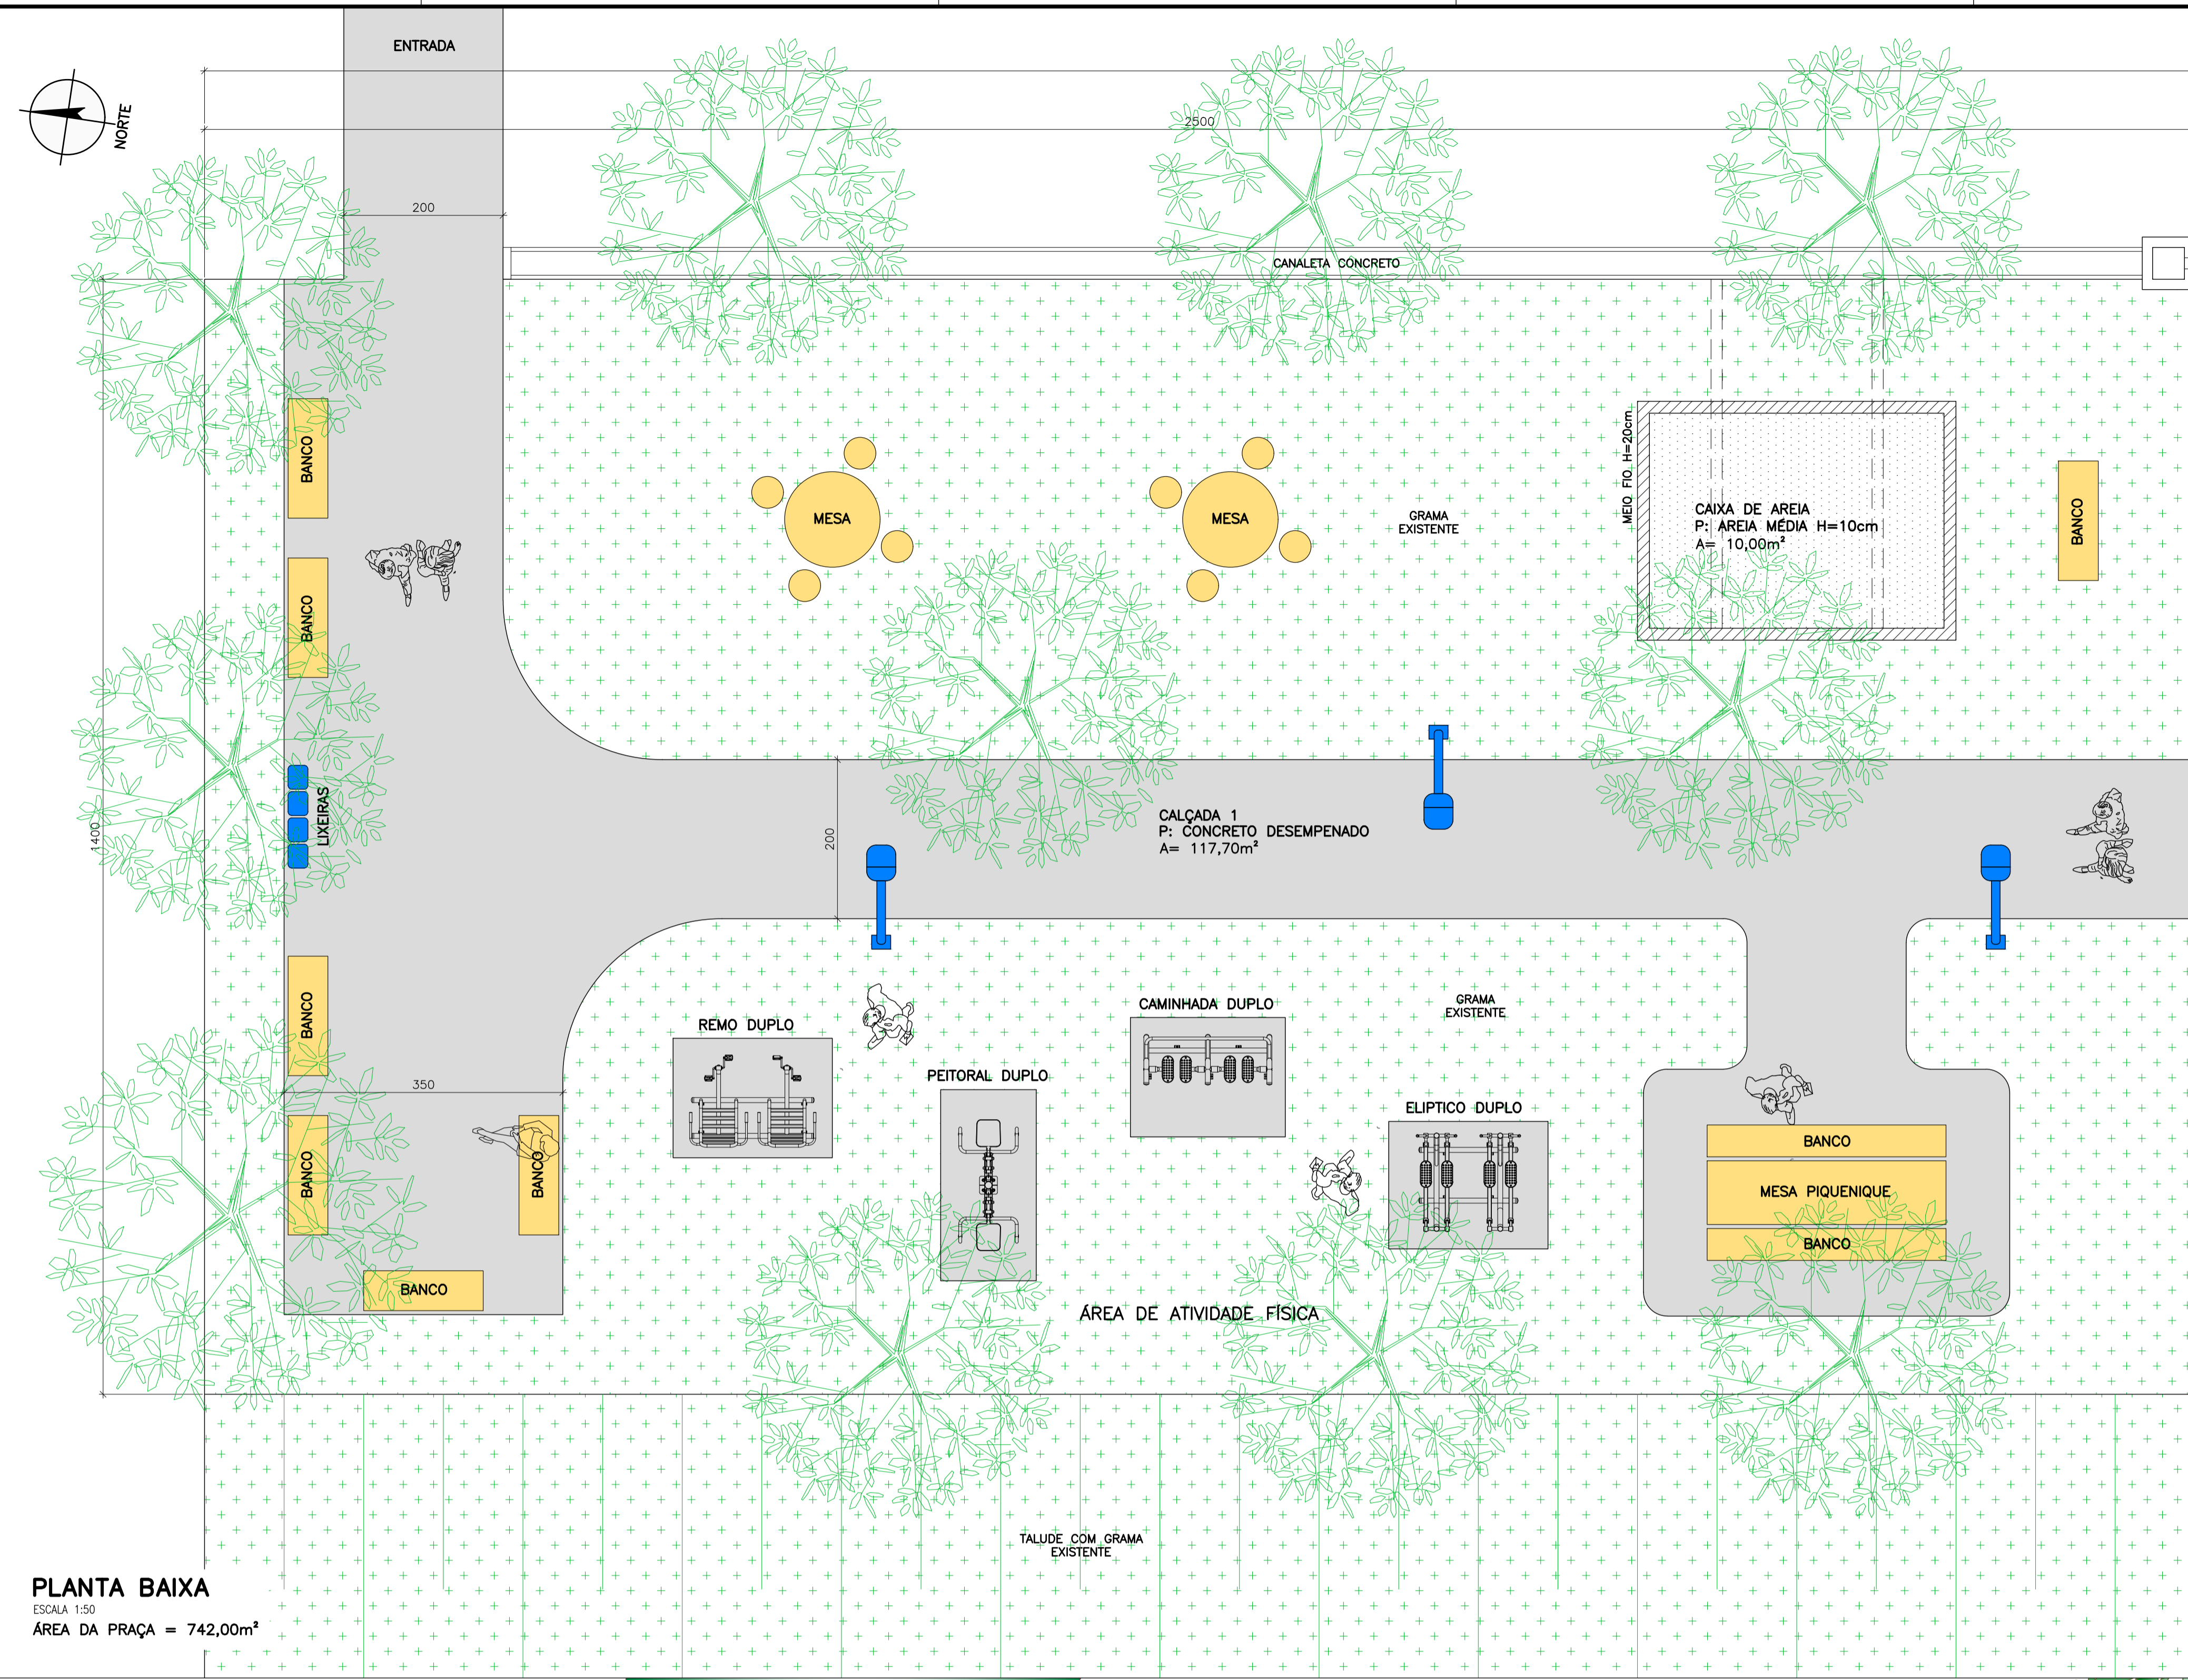 ENTRADA
NORTE
2500
200
CANALETA CONCRETO
BANCO
MESA
MESA
GRAMA
EXISTENTE
MEIO FIO H=20cm
CAIXA DE AREIA
P: AREIA MÉDIA H=10cm
A= 10,00m²
BANCO
BANCO
LIXEIRAS
1400
200
CALÇADA 1
P: CONCRETO DESEMPENADO
A= 117,70m²
BANCO
REMO DUPLO
PEITORAL DUPLO
CAMINHADA DUPLO
GRAMA
EXISTENTE
ELIPTICO DUPLO
350
BANCO
BANCO
BANCO
BANCO
MESA PIQUENIQUE
BANCO
ÁREA DE ATIVIDADE FÍSICA
TALUDE COM GRAMA
EXISTENTE
PLANTA BAIXA
ESCALA 1:50
ÁREA DA PRAÇA = 742,00m²